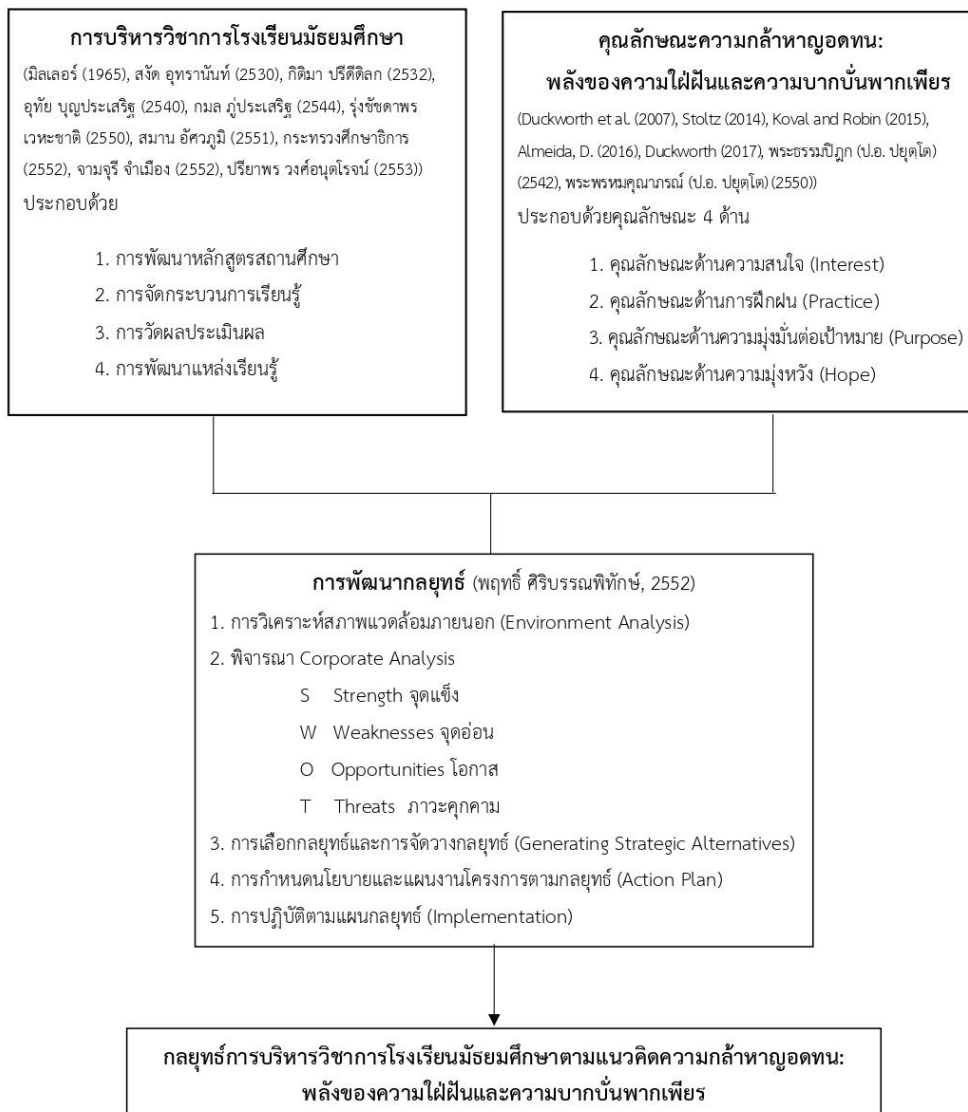 การบริหารวิชาการโรงเรียนมัธยมศึกษา
(มิลเลอร์ (1965), สงัด อุทรานันท์ (2530), กิติมา ปรีดีดิลก (2532),
อุทัย บุญประเสริฐ (2540), กมล ภู่ประเสริฐ (2544), รุ่งชัชดาพร
เวหะชาติ (2550), สมาน อัศวภูมิ (2551), กระทรวงศึกษาธิการ
(2552), จามจุรี จำเมือง (2552), ปรียาพร วงศ์อนุตโรจน์ (2553))
ประกอบด้วย
1. การพัฒนาหลักสูตรสถานศึกษา
2. การจัดกระบวนการเรียนรู้
3. การวัดผลประเมินผล
4. การพัฒนาแหล่งเรียนรู้
คุณลักษณะความกล้าหาญอดทน:
พลังของความใฝ่ฝันและความบากบั่นพากเพียร
(Duckworth et al. (2007), Stoltz (2014), Koval and Robin (2015),
Almeida, D. (2016), Duckworth (2017), พระธรรมปิฎก (ป.อ. ปยุตฺโต)
(2542), พระพรหมคุณาภรณ์ (ป.อ. ปยุตฺโต) (2550))
ประกอบด้วยคุณลักษณะ 4 ด้าน
1. คุณลักษณะด้านความสนใจ (Interest)
2. คุณลักษณะด้านการฝึกฝน (Practice)
3. คุณลักษณะด้านความมุ่งมั่นต่อเป้าหมาย (Purpose)
4. คุณลักษณะด้านความมุ่งหวัง (Hope)
การพัฒนากลยุทธ์ (พฤทธิ์ ศิริบรรณพิทักษ์, 2552)
1. การวิเคราะห์สภาพแวดล้อมภายนอก (Environment Analysis)
2. พิจารณา Corporate Analysis
S Strength จุดแข็ง
W Weaknesses จุดอ่อน
O Opportunities โอกาส
T Threats ภาวะคุกคาม
3. การเลือกกลยุทธ์และการจัดวางกลยุทธ์ (Generating Strategic Alternatives)
4. การกำหนดนโยบายและแผนงานโครงการตามกลยุทธ์ (Action Plan)
5. การปฏิบัติตามแผนกลยุทธ์ (Implementation)
กลยุทธ์การบริหารวิชาการโรงเรียนมัธยมศึกษาตามแนวคิดความกล้าหาญอดทน:
พลังของความใฝ่ฝันและความบากบั่นพากเพียร